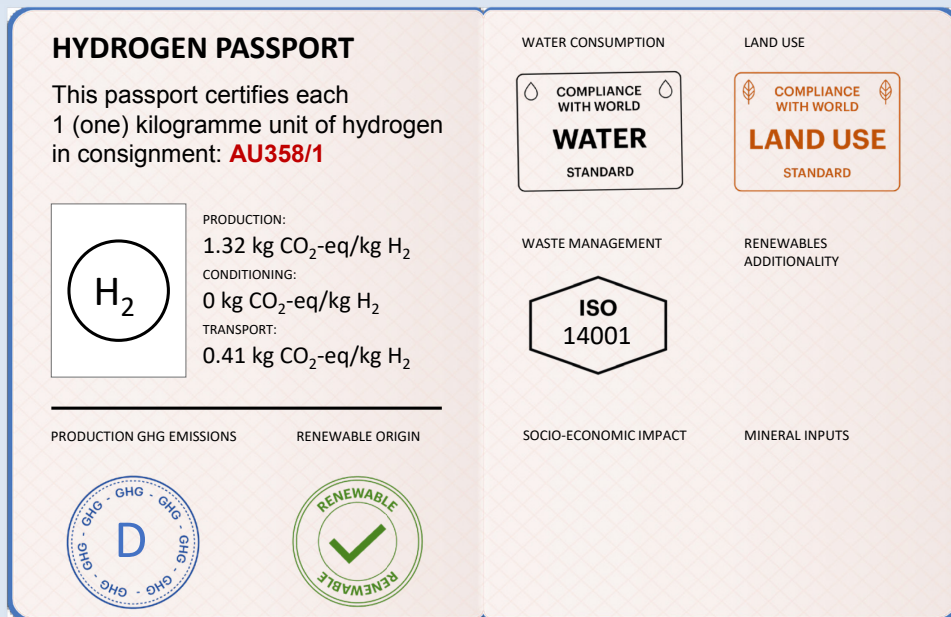 HYDROGEN PASSPORT
This passport certifies each
1 (one) kilogramme unit of hydrogen
in consignment: AU358/1
H₂
PRODUCTION:
1.32 kg CO₂-eq/kg H₂
CONDITIONING:
0 kg CO₂-eq/kg H₂
TRANSPORT:
0.41 kg CO₂-eq/kg H₂
PRODUCTION GHG EMISSIONS
RENEWABLE ORIGIN
GHG - GHG - GHG - GHG - GHG - GHG - GHG - GHG - GHG -
D
RENEWABLE
RENEWABLE
WATER CONSUMPTION
LAND USE
COMPLIANCE
WITH WORLD
WATER
STANDARD
COMPLIANCE
WITH WORLD
LAND USE
STANDARD
WASTE MANAGEMENT
RENEWABLES
ADDITIONALITY
ISO
14001
SOCIO-ECONOMIC IMPACT
MINERAL INPUTS